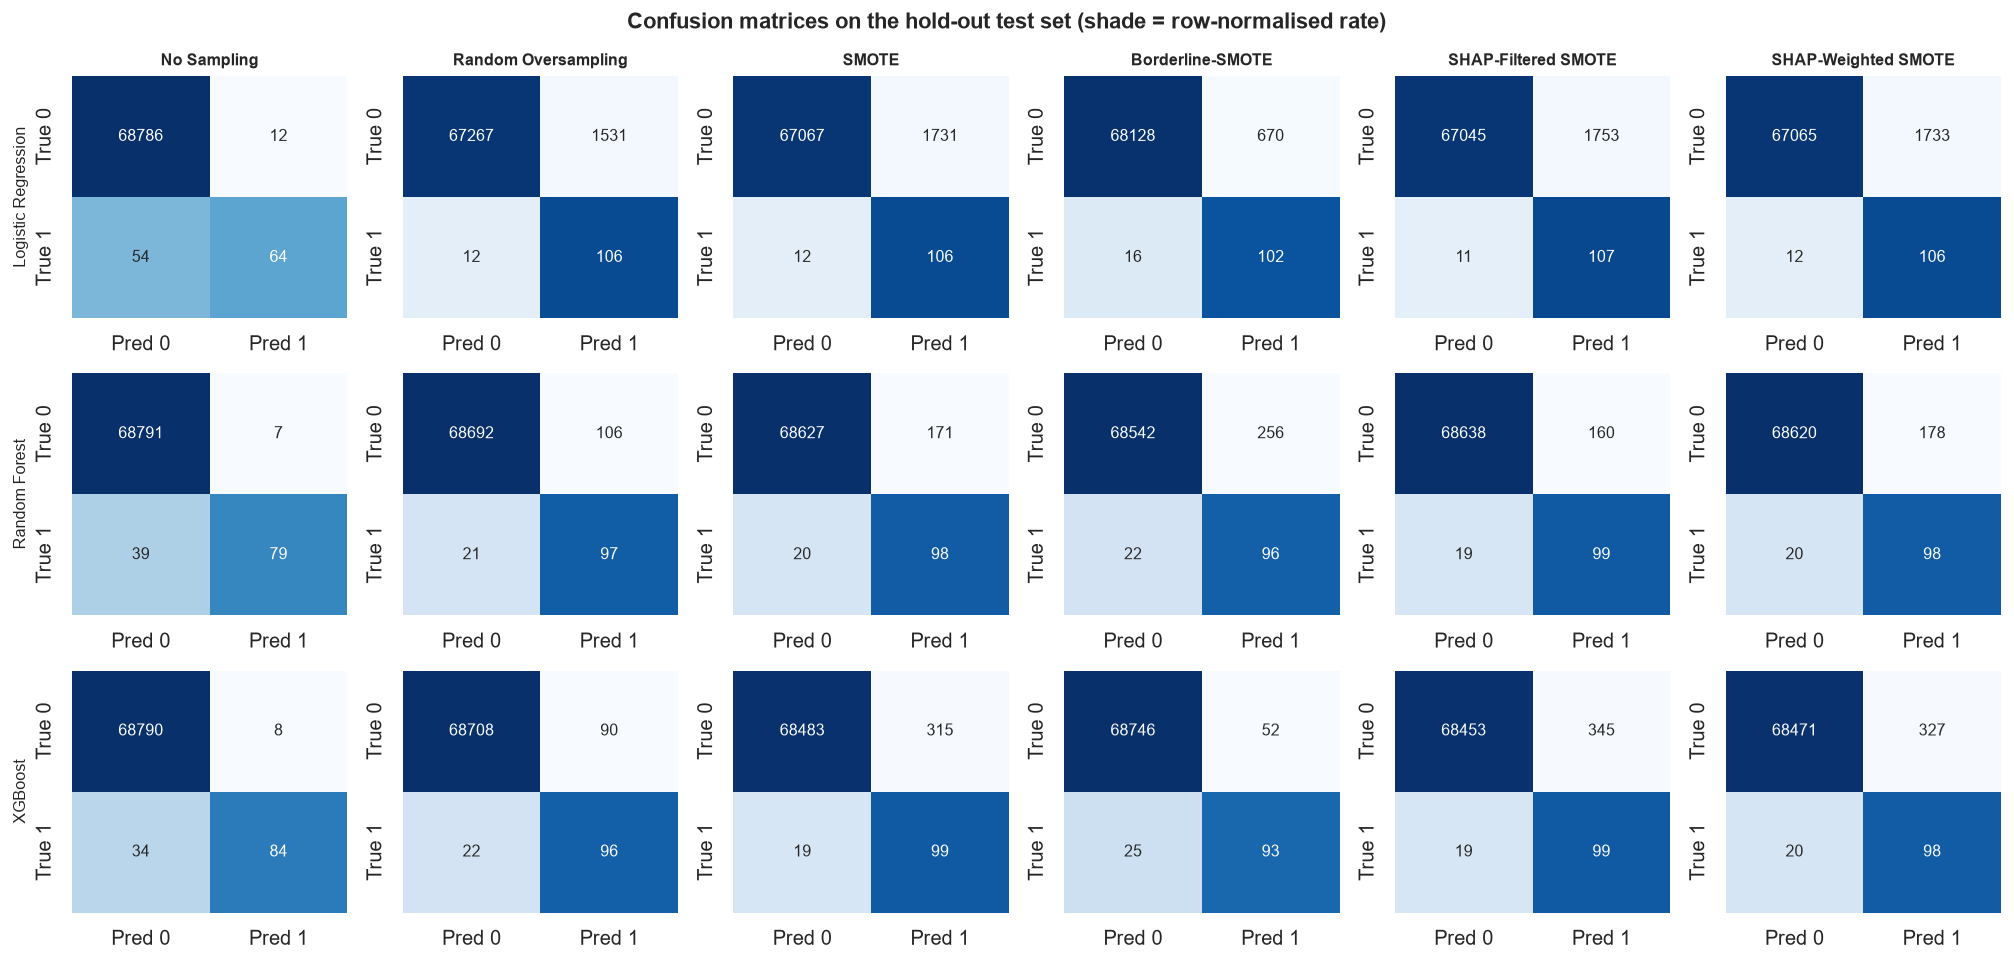 Confusion matrices on the hold-out test set (shade = row-normalised rate)
No Sampling Random Oversampling SMOTE Borderline-SMOTE SHAP-Filtered SMOTE SHAP-Weighted SMOTE
Logistic Regression
True 0 68786 12 True 0 67267 1531 True 0 67067 1731 True 0 68128 670 True 0 67045 1753 True 0 67065 1733
True 1 54 64 True 1 12 106 True 1 12 106 True 1 16 102 True 1 11 107 True 1 12 106
Pred 0 Pred 1 Pred 0 Pred 1 Pred 0 Pred 1 Pred 0 Pred 1 Pred 0 Pred 1 Pred 0 Pred 1
Random Forest
True 0 68791 7 True 0 68692 106 True 0 68627 171 True 0 68542 256 True 0 68638 160 True 0 68620 178
True 1 39 79 True 1 21 97 True 1 20 98 True 1 22 96 True 1 19 99 True 1 20 98
Pred 0 Pred 1 Pred 0 Pred 1 Pred 0 Pred 1 Pred 0 Pred 1 Pred 0 Pred 1 Pred 0 Pred 1
XGBoost
True 0 68790 8 True 0 68708 90 True 0 68483 315 True 0 68746 52 True 0 68453 345 True 0 68471 327
True 1 34 84 True 1 22 96 True 1 19 99 True 1 25 93 True 1 19 99 True 1 20 98
Pred 0 Pred 1 Pred 0 Pred 1 Pred 0 Pred 1 Pred 0 Pred 1 Pred 0 Pred 1 Pred 0 Pred 1